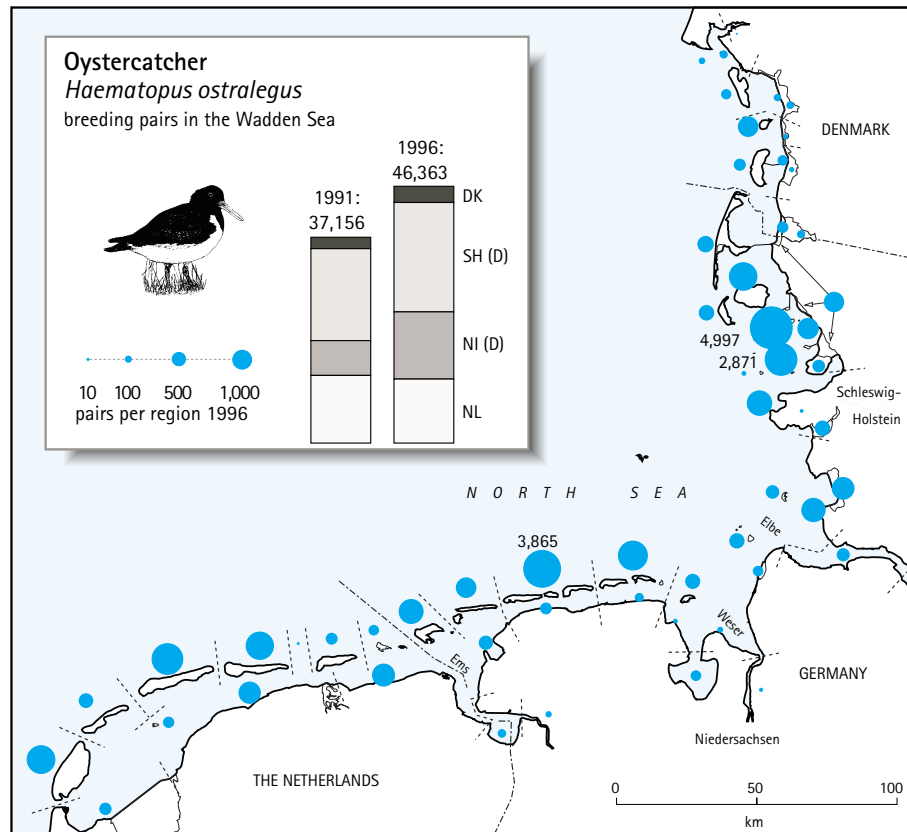 Oystercatcher
Haematopus ostralegus
breeding pairs in the Wadden Sea
1991:
37,156
1996:
46,363
DK
SH (D)
NI (D)
NL
10 100 500 1,000
pairs per region 1996
DENMARK
4,997
2,871
Schleswig-
Holstein
NORTH SEA
Elbe
3,865
Weser
Ems
GERMANY
Niedersachsen
THE NETHERLANDS
0 50 100
km